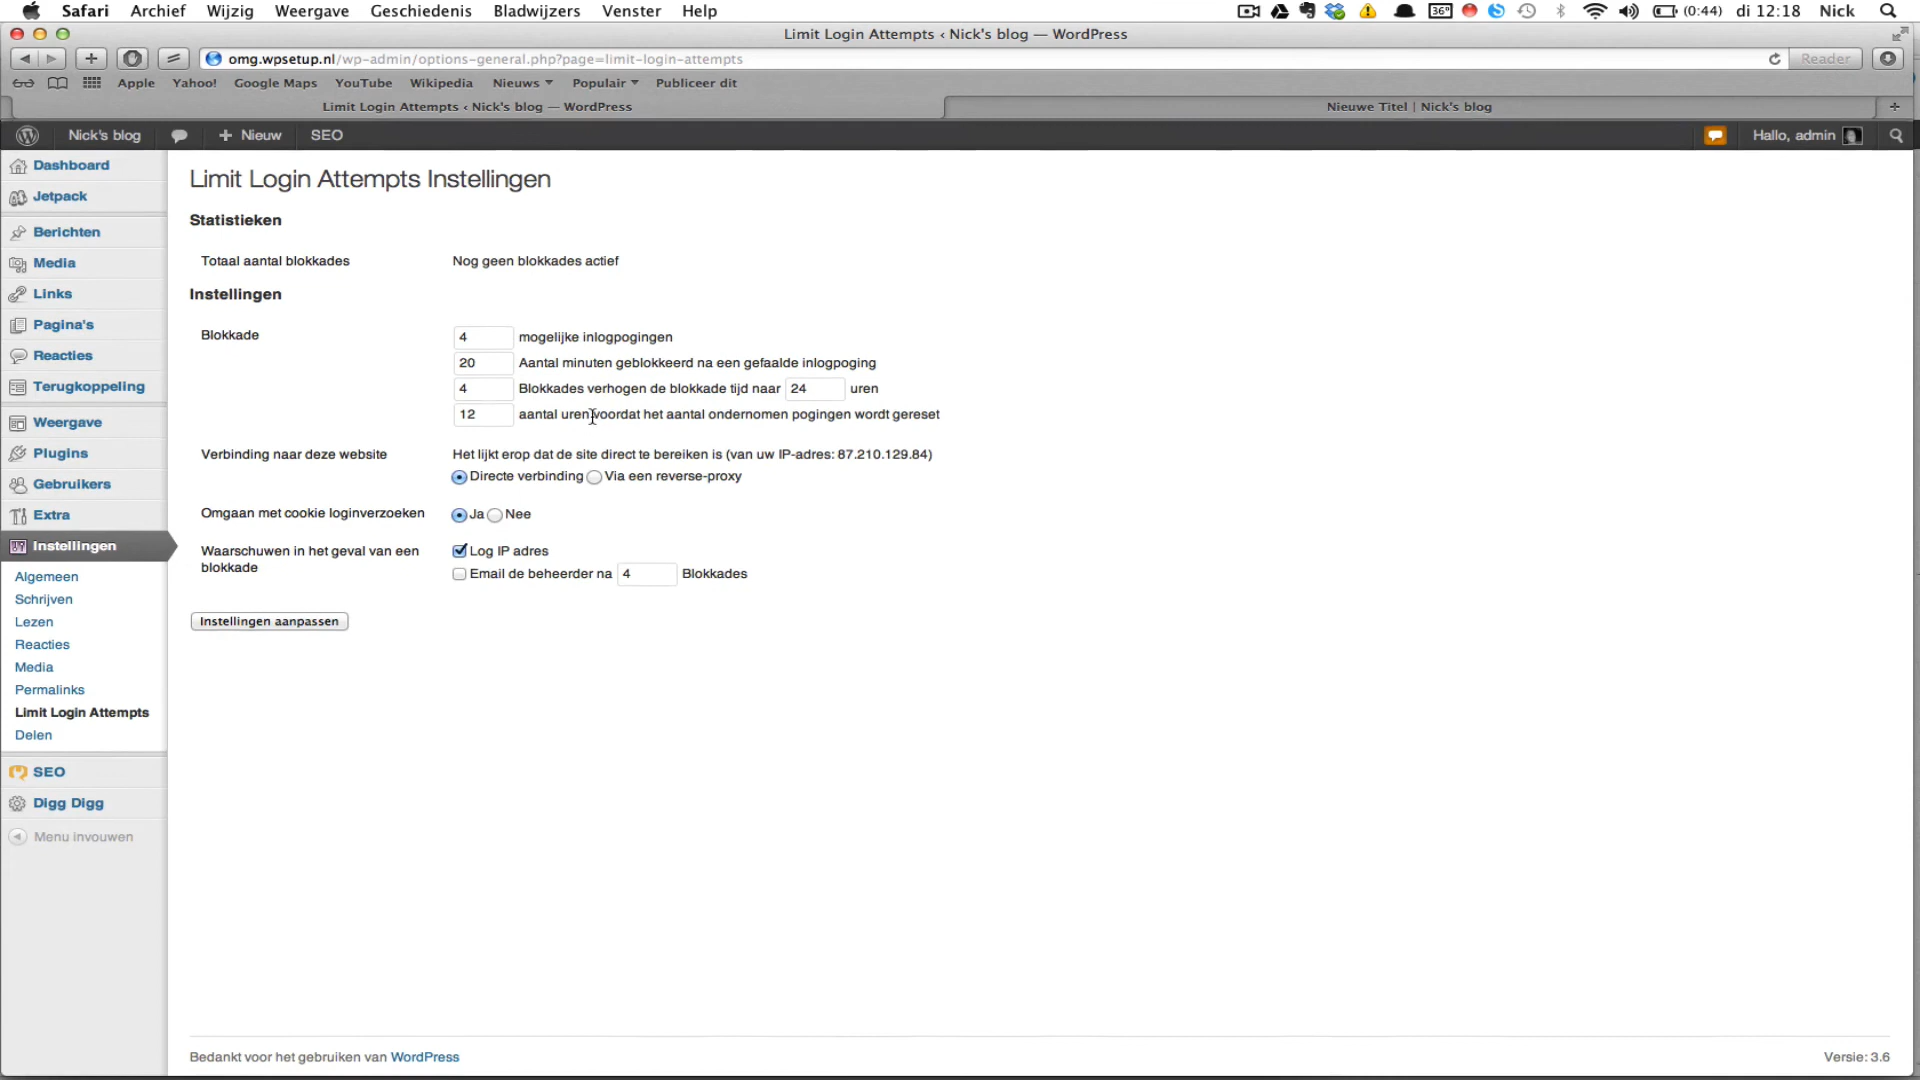 Safari Archief Wijzig Weergave Geschiedenis Bladwijzers Venster Help 36° (0:44) di 12:18 Nick
Limit Login Attempts ‹ Nick's blog — WordPress
omg.wpsetup.nl/wp-admin/options-general.php?page=limit-login-attempts Reader
Apple Yahoo! Google Maps YouTube Wikipedia Nieuws Populair Publiceer dit
Limit Login Attempts ‹ Nick's blog — WordPress Nieuwe Titel | Nick's blog
Nick's blog + Nieuw SEO Hallo, admin
Dashboard
Jetpack
Berichten
Media
Links
Pagina's
Reacties
Terugkoppeling
Weergave
Plugins
Gebruikers
Extra
Instellingen
Algemeen
Schrijven
Lezen
Reacties
Media
Permalinks
Limit Login Attempts
Delen
SEO
Digg Digg
Menu invouwen
Limit Login Attempts Instellingen
Statistieken
Totaal aantal blokkades Nog geen blokkades actief
Instellingen
Blokkade 4 mogelijke inlogpogingen
20 Aantal minuten geblokkeerd na een gefaalde inlogpoging
4 Blokkades verhogen de blokkade tijd naar 24 uren
12 aantal uren voordat het aantal ondernomen pogingen wordt gereset
Verbinding naar deze website Het lijkt erop dat de site direct te bereiken is (van uw IP-adres: 87.210.129.84)
Directe verbinding Via een reverse-proxy
Omgaan met cookie loginverzoeken Ja Nee
Waarschuwen in het geval van een Log IP adres
blokkade Email de beheerder na 4 Blokkades
Instellingen aanpassen
Bedankt voor het gebruiken van WordPress Versie: 3.6